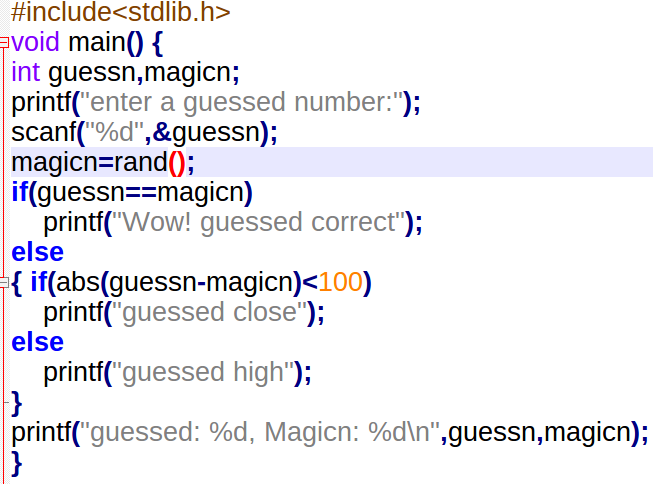 #include<stdlib.h>
void main() {
int guessn,magicn;
printf("enter a guessed number:");
scanf("%d",&guessn);
magicn=rand();
if(guessn==magicn)
    printf("Wow! guessed correct");
else
{ if(abs(guessn-magicn)<100)
    printf("guessed close");
else
    printf("guessed high");
}
printf("guessed: %d, Magicn: %d\n",guessn,magicn);
}